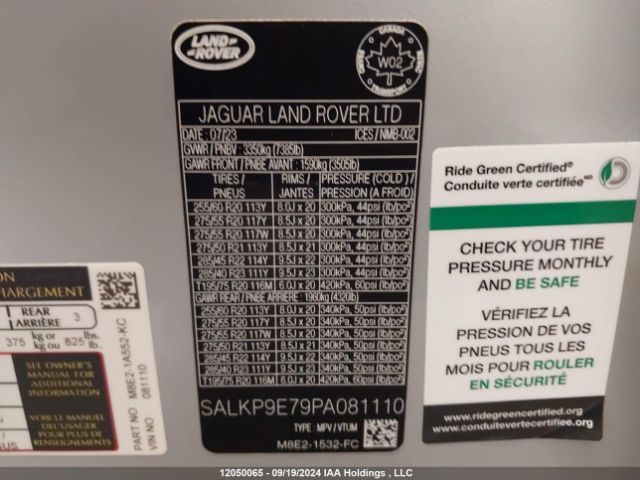 LAND
ROVER
CANADA
W02
TRANSPORT
JAGUAR LAND ROVER LTD
DATE : 07/23 ICES / NMB-002
GVWR / PNBV : 3350kg (7385lb)
GAWR FRONT / PNBE AVANT : 1590kg (3505lb)
TIRES / RIMS / PRESSURE (COLD) /
PNEUS JANTES PRESSION (A FROID)
255/60 R20 113Y 8.0J x 20 300kPa, 44psi (lb/po²)
275/55 R20 117Y 8.5J x 20 300kPa, 44psi (lb/po²)
275/55 R20 117W 8.5J x 20 300kPa, 44psi (lb/po²)
275/50 R21 113Y 8.5J x 21 300kPa, 44psi (lb/po²)
285/45 R22 114Y 9.5J x 22 300kPa, 44psi (lb/po²)
285/40 R23 111Y 9.5J x 23 300kPa, 44psi (lb/po²)
T195/75 R20 116M 6.0J x 20 420kPa, 60psi (lb/po²)
GAWR REAR / PNBE ARRIERE : 1960kg (4320lb)
255/60 R20 113Y 8.0J x 20 340kPa, 50psi (lb/po²)
275/55 R20 117Y 8.5J x 20 340kPa, 50psi (lb/po²)
275/55 R20 117W 8.5J x 20 340kPa, 50psi (lb/po²)
275/50 R21 113Y 8.5J x 21 340kPa, 50psi (lb/po²)
285/45 R22 114Y 9.5J x 22 340kPa, 50psi (lb/po²)
285/40 R23 111Y 9.5J x 23 340kPa, 50psi (lb/po²)
T195/75 R20 116M 6.0J x 20 420kPa, 60psi (lb/po²)
SALKP9E79PA081110
TYPE : MPV / VTUM
M8E2-1532-FC
ON
HARGEMENT
REAR
ARRIÈRE 3
375 kg or
kg ou 825 lbs.
lb.
SEE OWNER'S
MANUAL FOR
ADDITIONAL
INFORMATION
VOIR LE MANUEL
DE L'USAGER
POUR PLUS DE
RENSEIGNEMENTS
PART NO M8E2-1A552-KC
VIN NO 081110
Ride Green Certified®
Conduite verte certifiée MD
CHECK YOUR TIRE
PRESSURE MONTHLY
AND BE SAFE
VÉRIFIEZ LA
PRESSION DE VOS
PNEUS TOUS LES
MOIS POUR ROULER
EN SÉCURITÉ
www.ridegreencertified.org
www.conduitevertecertifiee.org
12050065 - 09/19/2024 IAA Holdings , LLC